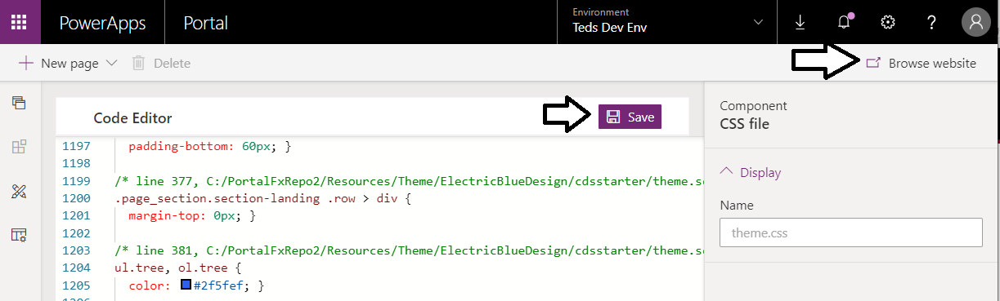 PowerApps
Portal
Environment
Teds Dev Env
?
New page
Delete
Browse website
Code Editor
Save
Component
CSS file
Display
Name
theme.css
1197 padding-bottom: 60px; }
1198
1199 /* line 377, C:/PortalFxRepo2/Resources/Theme/ElectricBlueDesign/cdsstarter/theme.sc
1200 .page_section.section-landing .row > div {
1201 margin-top: 0px; }
1202
1203 /* line 381, C:/PortalFxRepo2/Resources/Theme/ElectricBlueDesign/cdsstarter/theme.sc
1204 ul.tree, ol.tree {
1205 color: #2f5fef; }